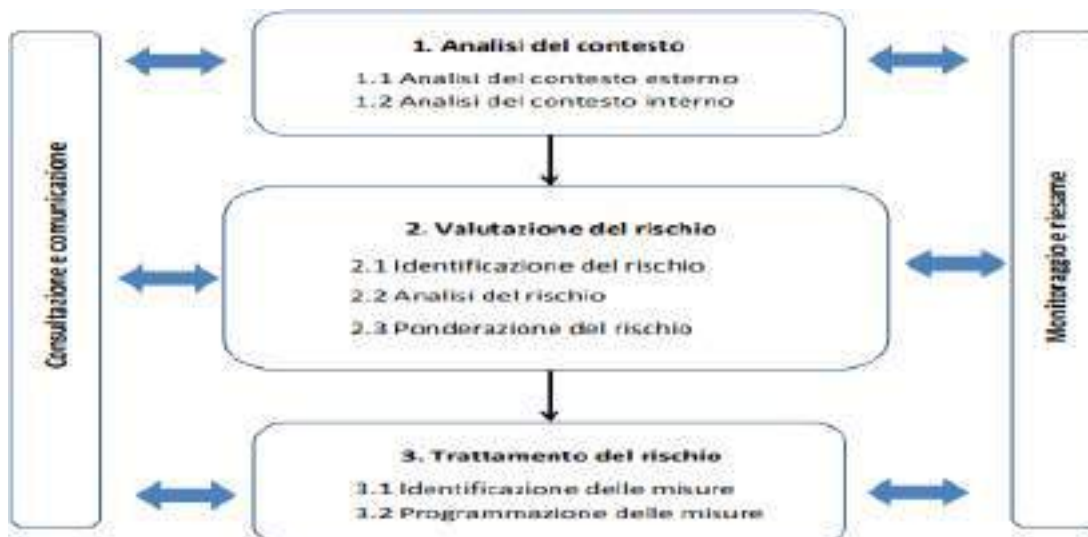 Consultazione e comunicazione
1. Analisi del contesto
1.1 Analisi del contesto esterno
1.2 Analisi del contesto interno
2. Valutazione del rischio
2.1 Identificazione del rischio
2.2 Analisi del rischio
2.3 Ponderazione del rischio
3. Trattamento del rischio
3.1 Identificazione delle misure
3.2 Programmazione delle misure
Monitoraggio e riesame